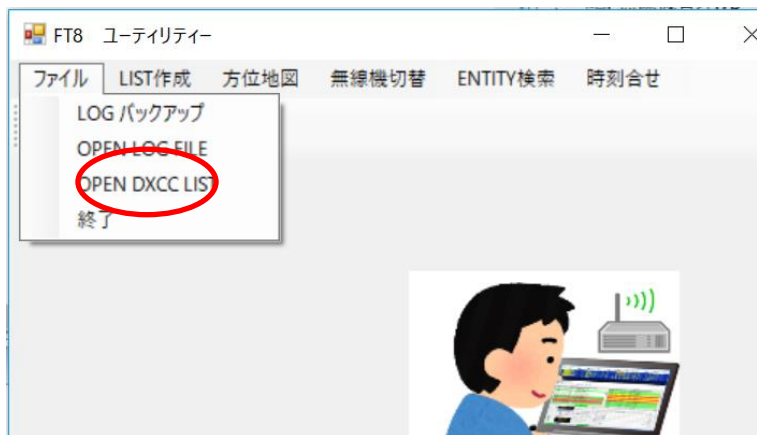 FT8 ユーティリティー
ファイル LIST作成 方位地図 無線機切替 ENTITY検索 時刻合せ
LOG バックアップ
OPEN LOG FILE
OPEN DXCC LIST
終了